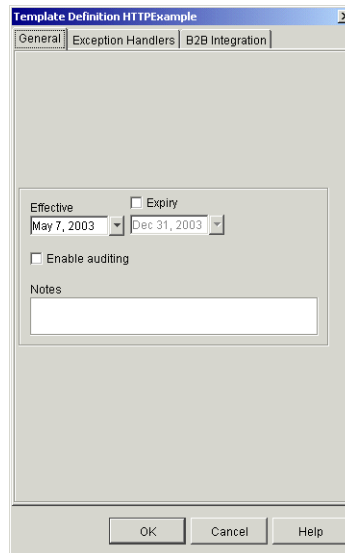 Template Definition HTTPExample
General Exception Handlers B2B Integration
Effective Expiry
May 7, 2003 Dec 31, 2003
Enable auditing
Notes
OK Cancel Help